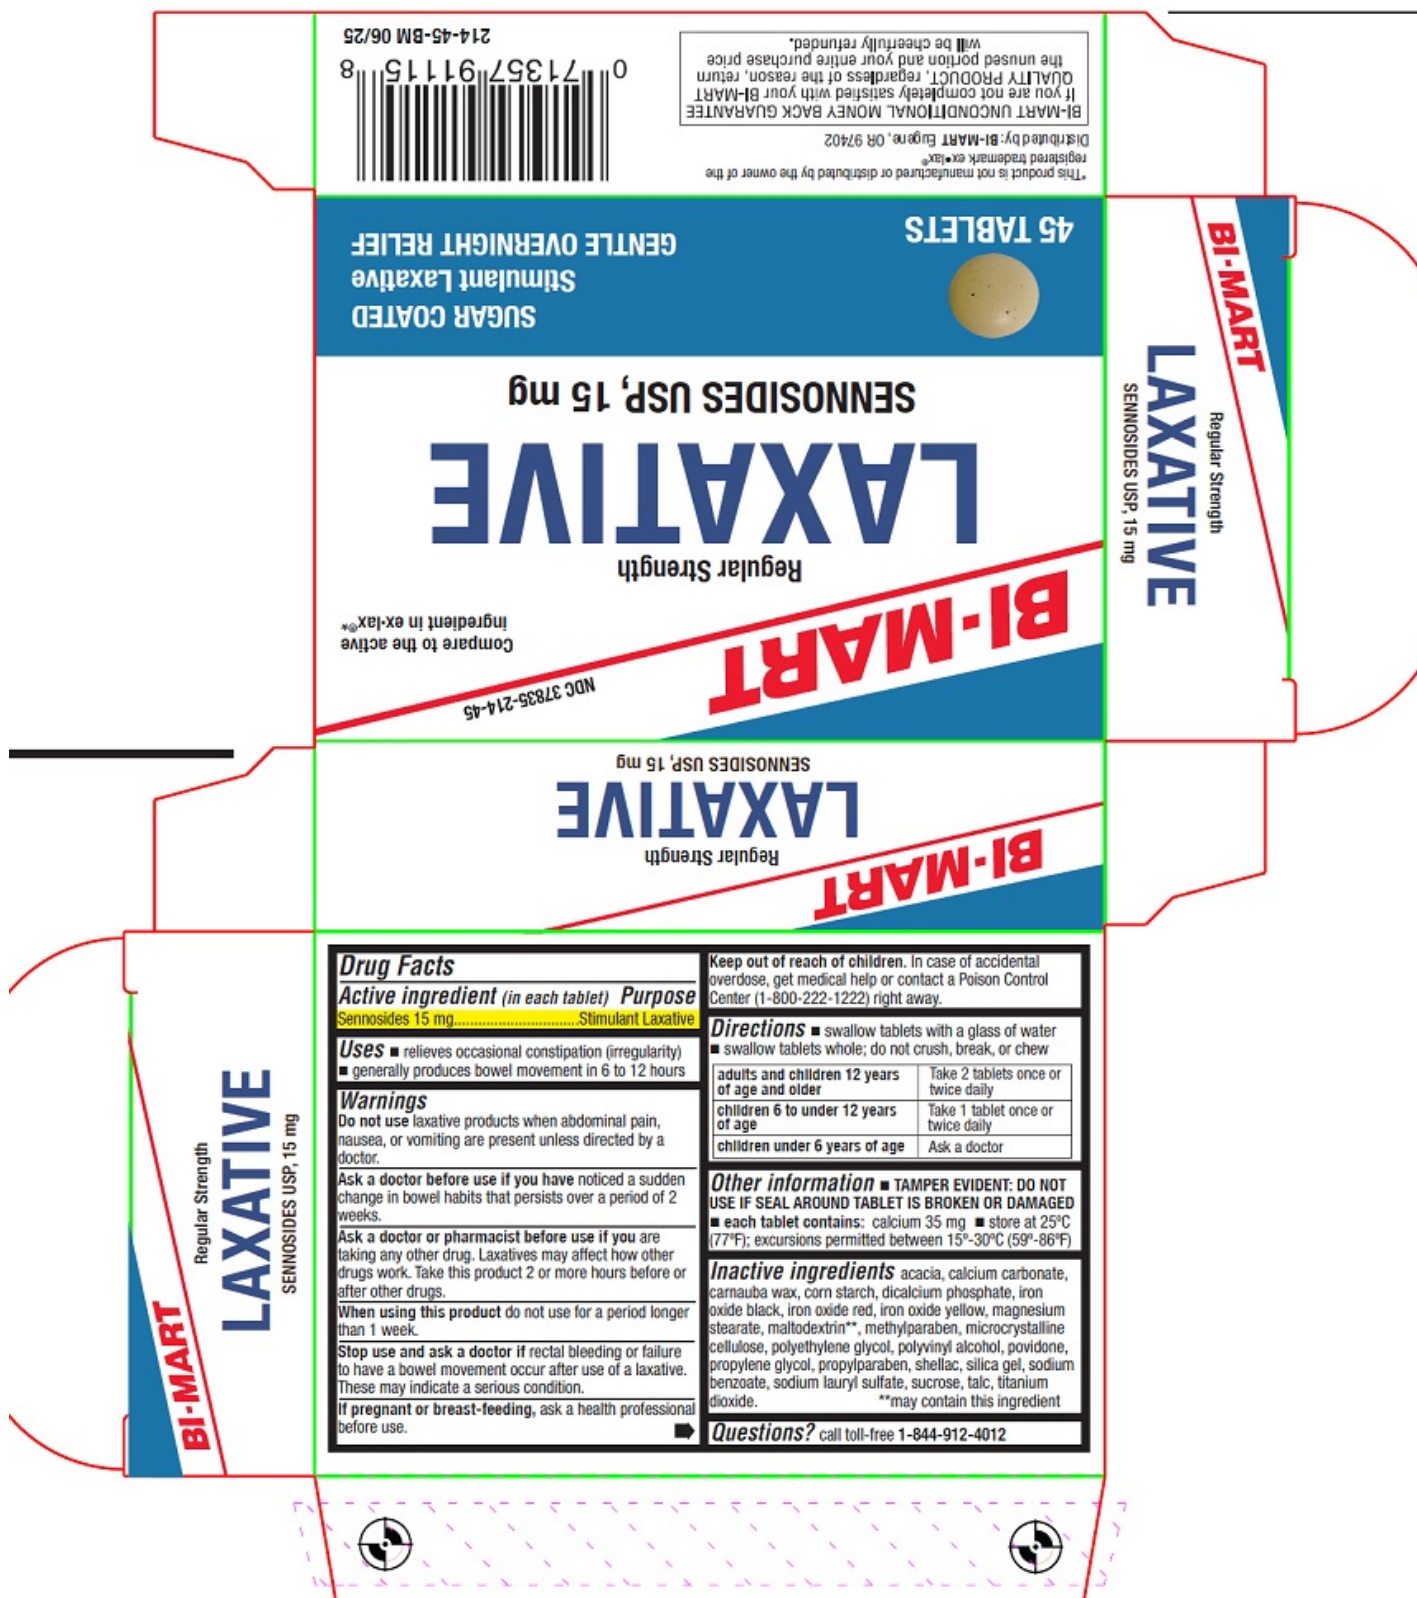 214-45-BM 06/25
0 71357 91115 8
*This product is not manufactured or distributed by the owner of the
registered trademark ex•lax®
Distributed by: BI-MART Eugene, OR 97402
BI-MART UNCONDITIONAL MONEY BACK GUARANTEE
If you are not completely satisfied with your BI-MART
QUALITY PRODUCT, regardless of the reason, return
the unused portion and your entire purchase price
will be cheerfully refunded.
BI-MART
NDC 37835-214-45
Compare to the active
ingredient in ex•lax®*
Regular Strength
LAXATIVE
SENNOSIDES USP, 15 mg
SUGAR COATED
Stimulant Laxative
GENTLE OVERNIGHT RELIEF
45 TABLETS
BI-MART
Regular Strength
LAXATIVE
SENNOSIDES USP, 15 mg
BI-MART
Regular Strength
LAXATIVE
SENNOSIDES USP, 15 mg
BI-MART
Regular Strength
LAXATIVE
SENNOSIDES USP, 15 mg
Drug Facts
Active ingredient (in each tablet) Purpose
Sennosides 15 mg...............................Stimulant Laxative
Uses ■ relieves occasional constipation (irregularity)
■ generally produces bowel movement in 6 to 12 hours
Warnings
Do not use laxative products when abdominal pain,
nausea, or vomiting are present unless directed by a
doctor.
Ask a doctor before use if you have noticed a sudden
change in bowel habits that persists over a period of 2
weeks.
Ask a doctor or pharmacist before use if you are
taking any other drug. Laxatives may affect how other
drugs work. Take this product 2 or more hours before or
after other drugs.
When using this product do not use for a period longer
than 1 week.
Stop use and ask a doctor if rectal bleeding or failure
to have a bowel movement occur after use of a laxative.
These may indicate a serious condition.
If pregnant or breast-feeding, ask a health professional
before use.
Keep out of reach of children. In case of accidental
overdose, get medical help or contact a Poison Control
Center (1-800-222-1222) right away.
Directions ■ swallow tablets with a glass of water
■ swallow tablets whole; do not crush, break, or chew
adults and children 12 years
of age and older
Take 2 tablets once or
twice daily
children 6 to under 12 years
of age
Take 1 tablet once or
twice daily
children under 6 years of age
Ask a doctor
Other information ■ TAMPER EVIDENT: DO NOT
USE IF SEAL AROUND TABLET IS BROKEN OR DAMAGED
■ each tablet contains: calcium 35 mg ■ store at 25ºC
(77ºF); excursions permitted between 15º-30ºC (59º-86ºF)
Inactive ingredients acacia, calcium carbonate,
carnauba wax, corn starch, dicalcium phosphate, iron
oxide black, iron oxide red, iron oxide yellow, magnesium
stearate, maltodextrin**, methylparaben, microcrystalline
cellulose, polyethylene glycol, polyvinyl alcohol, povidone,
propylene glycol, propylparaben, shellac, silica gel, sodium
benzoate, sodium lauryl sulfate, sucrose, talc, titanium
dioxide. **may contain this ingredient
Questions? call toll-free 1-844-912-4012